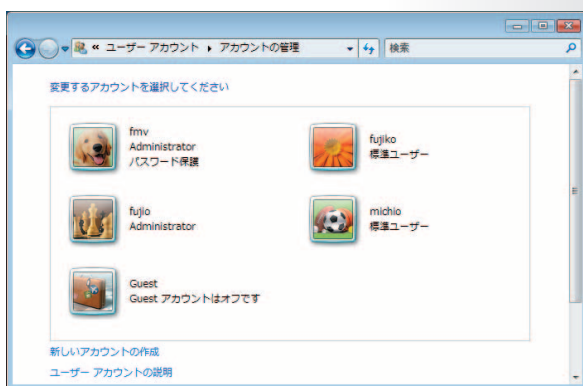 « ユーザー アカウント ▸ アカウントの管理
検索
変更するアカウントを選択してください
fmv
Administrator
パスワード保護
fujiko
標準ユーザー
fujio
Administrator
michio
標準ユーザー
Guest
Guest アカウントはオフです
新しいアカウントの作成
ユーザー アカウントの説明